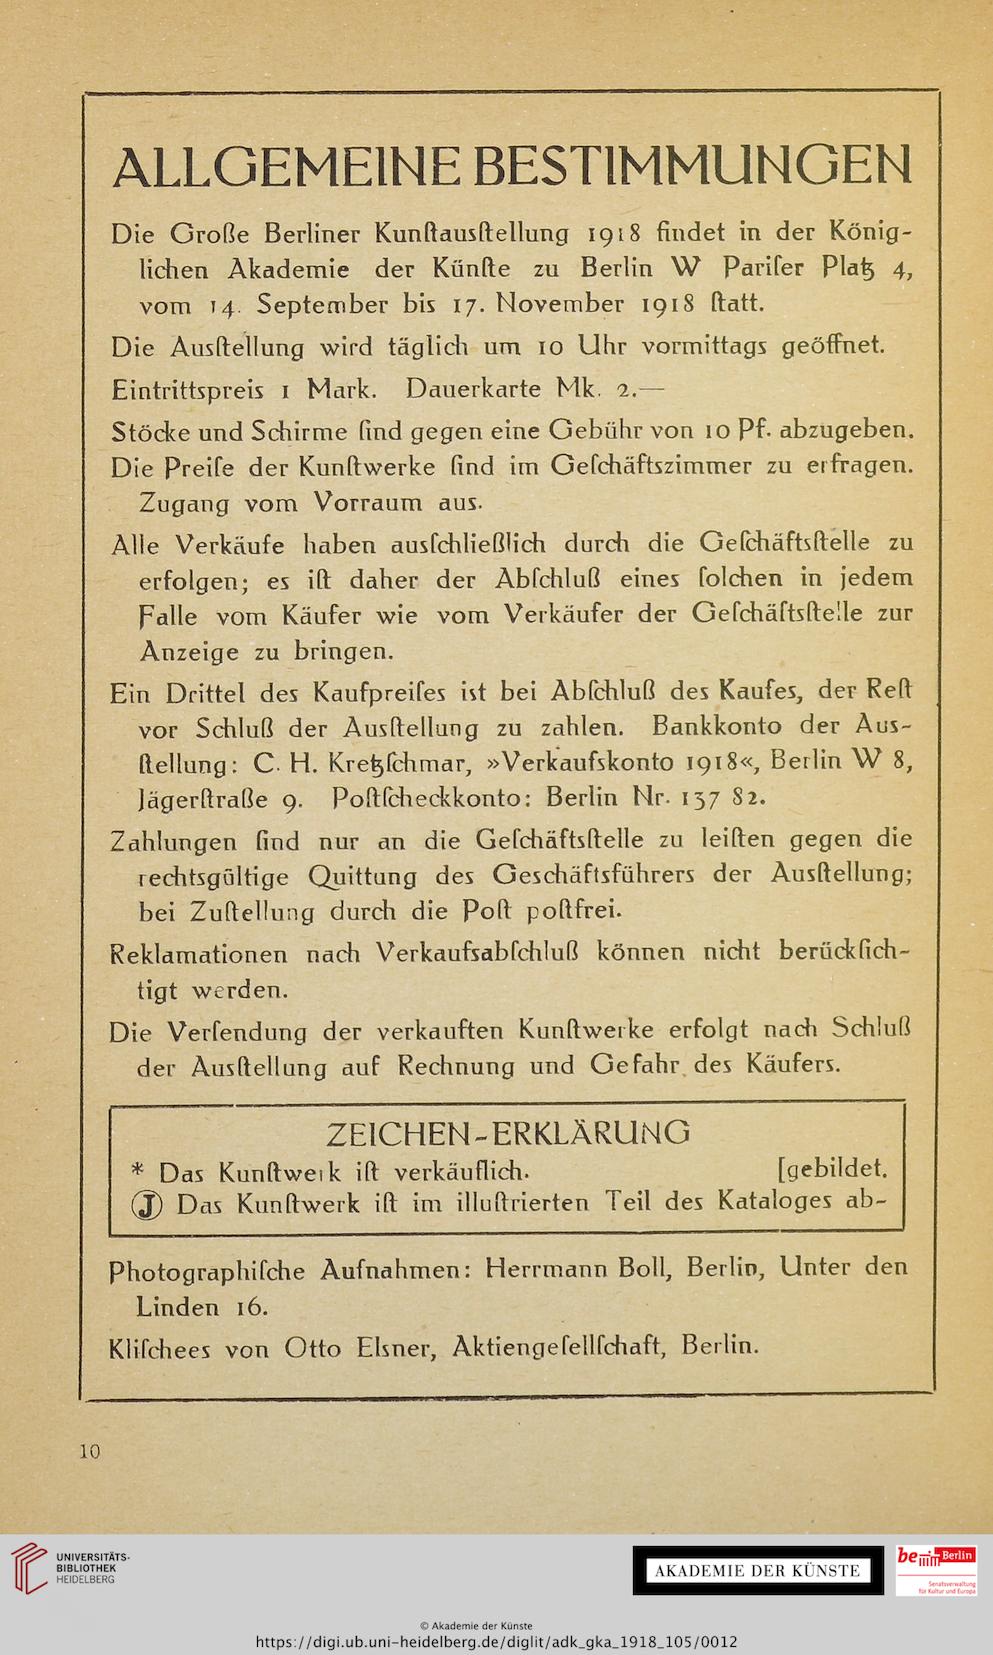 ALLGEMEINE BESTIMMUNGEN
Die Große Berliner Kunſtausſtellung 1918 findet in der König-
lichen Akademie der Künſte zu Berlin W Pariſer Platz 4,
vom 14. September bis 17. November 1918 ſtatt.
Die Ausſtellung wird täglich um 10 Uhr vormittags geöffnet.
Eintrittspreis 1 Mark. Dauerkarte Mk. 2.—
Stöcke und Schirme ſind gegen eine Gebühr von 10 Pf. abzugeben.
Die Preiſe der Kunſtwerke ſind im Geſchäftszimmer zu erfragen.
Zugang vom Vorraum aus.
Alle Verkäufe haben ausſchließlich durch die Geſchäftsſtelle zu
erfolgen; es iſt daher der Abſchluß eines ſolchen in jedem
Falle vom Käufer wie vom Verkäufer der Geſchäftsſtelle zur
Anzeige zu bringen.
Ein Drittel des Kaufpreiſes ist bei Abſchluß des Kaufes, der Reſt
vor Schluß der Ausſtellung zu zahlen. Bankkonto der Aus-
ſtellung: C. H. Kretzſchmar, »Verkaufskonto 1918«, Berlin W 8,
Jägerſtraße 9. Poſtſcheckkonto: Berlin Nr. 137 82.
Zahlungen ſind nur an die Geſchäftsſtelle zu leiſten gegen die
rechtsgültige Quittung des Geschäftsführers der Ausſtellung;
bei Zuſtellung durch die Poſt poſtfrei.
Reklamationen nach Verkaufsabſchluß können nicht berückſich-
tigt werden.
Die Verſendung der verkauften Kunſtwerke erfolgt nach Schluß
der Ausſtellung auf Rechnung und Gefahr des Käufers.
ZEICHEN-ERKLÄRUNG
* Das Kunſtwerk iſt verkäuflich. [gebildet.
Ⓙ Das Kunſtwerk iſt im illuſtrierten Teil des Kataloges ab-
Photographiſche Aufnahmen: Herrmann Boll, Berlin, Unter den
Linden 16.
Kliſchees von Otto Elsner, Aktiengeſellſchaft, Berlin.
10
UNIVERSITÄTS-
BIBLIOTHEK
HEIDELBERG
AKADEMIE DER KÜNSTE
be Berlin
Senatsverwaltung
für Kultur und Europa
© Akademie der Künste
https://digi.ub.uni-heidelberg.de/diglit/adk_gka_1918_105/0012